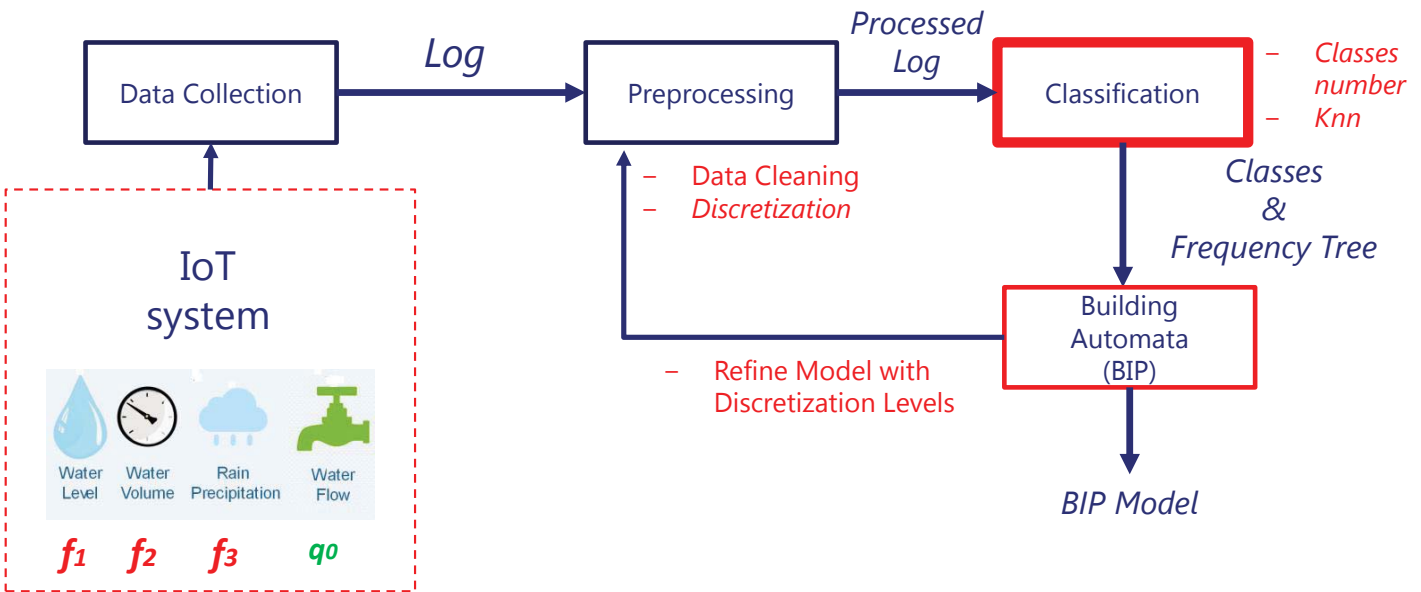 Data Collection
Log
Preprocessing
Processed
Log
Classification
– Classes
number
– Knn
– Data Cleaning
– Discretization
Classes
&
Frequency Tree
IoT
system
Building
Automata
(BIP)
– Refine Model with
Discretization Levels
Water
Level
Water
Volume
Rain
Precipitation
Water
Flow
BIP Model
f1 f2 f3 q0